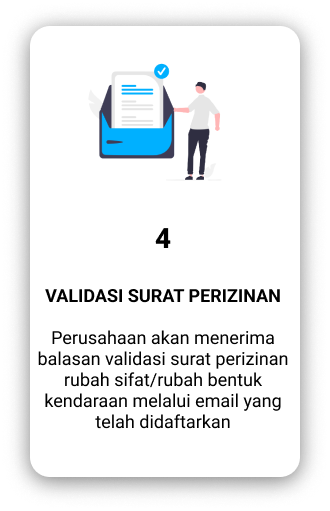 4
VALIDASI SURAT PERIZINAN
Perusahaan akan menerima
balasan validasi surat perizinan
rubah sifat/rubah bentuk
kendaraan melalui email yang
telah didaftarkan